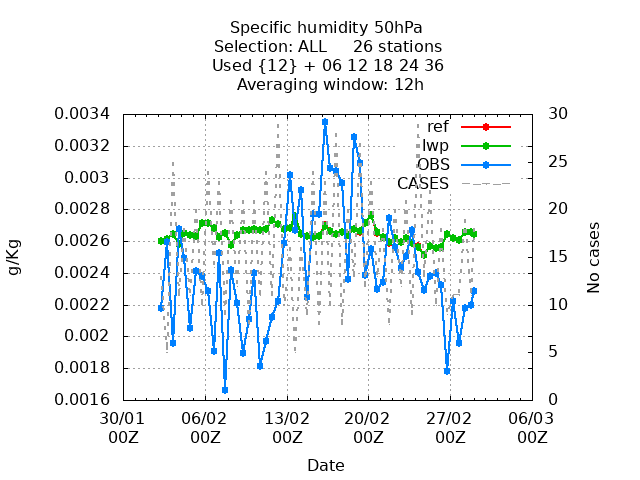 Specific humidity 50hPa
Selection: ALL 26 stations
Used {12} + 06 12 18 24 36
Averaging window: 12h
0.0034
0.0032
0.003
0.0028
0.0026
0.0024
0.0022
0.002
0.0018
0.0016
g/Kg
30
25
20
15
10
5
0
No cases
ref
lwp
OBS
CASES
30/01 06/02 13/02 20/02 27/02 06/03
00Z 00Z 00Z 00Z 00Z 00Z
Date